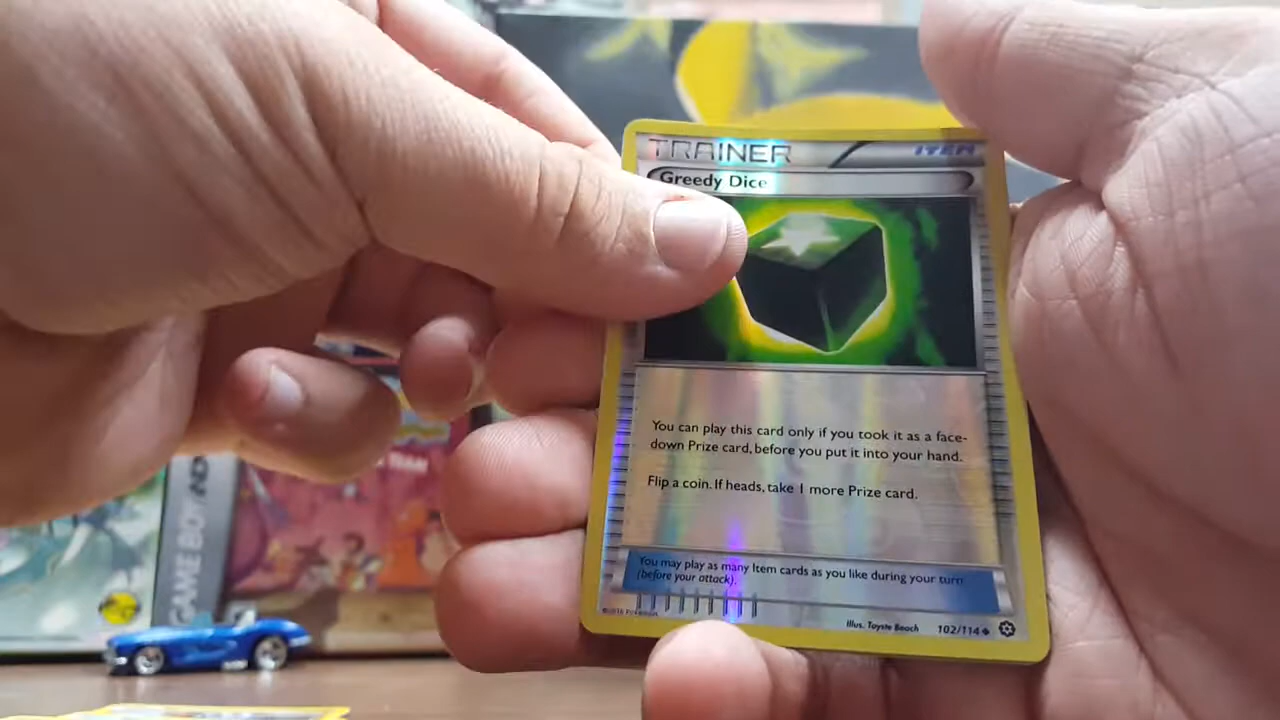 TRAINER
ITEM
Greedy Dice
You can play this card only if you took it as a face-
down Prize card, before you put it into your hand.
Flip a coin. If heads, take 1 more Prize card.
You may play as many Item cards as you like during your turn
(before your attack).
Illus. Toyste Beach
102/114
GAME BOY
TEAM